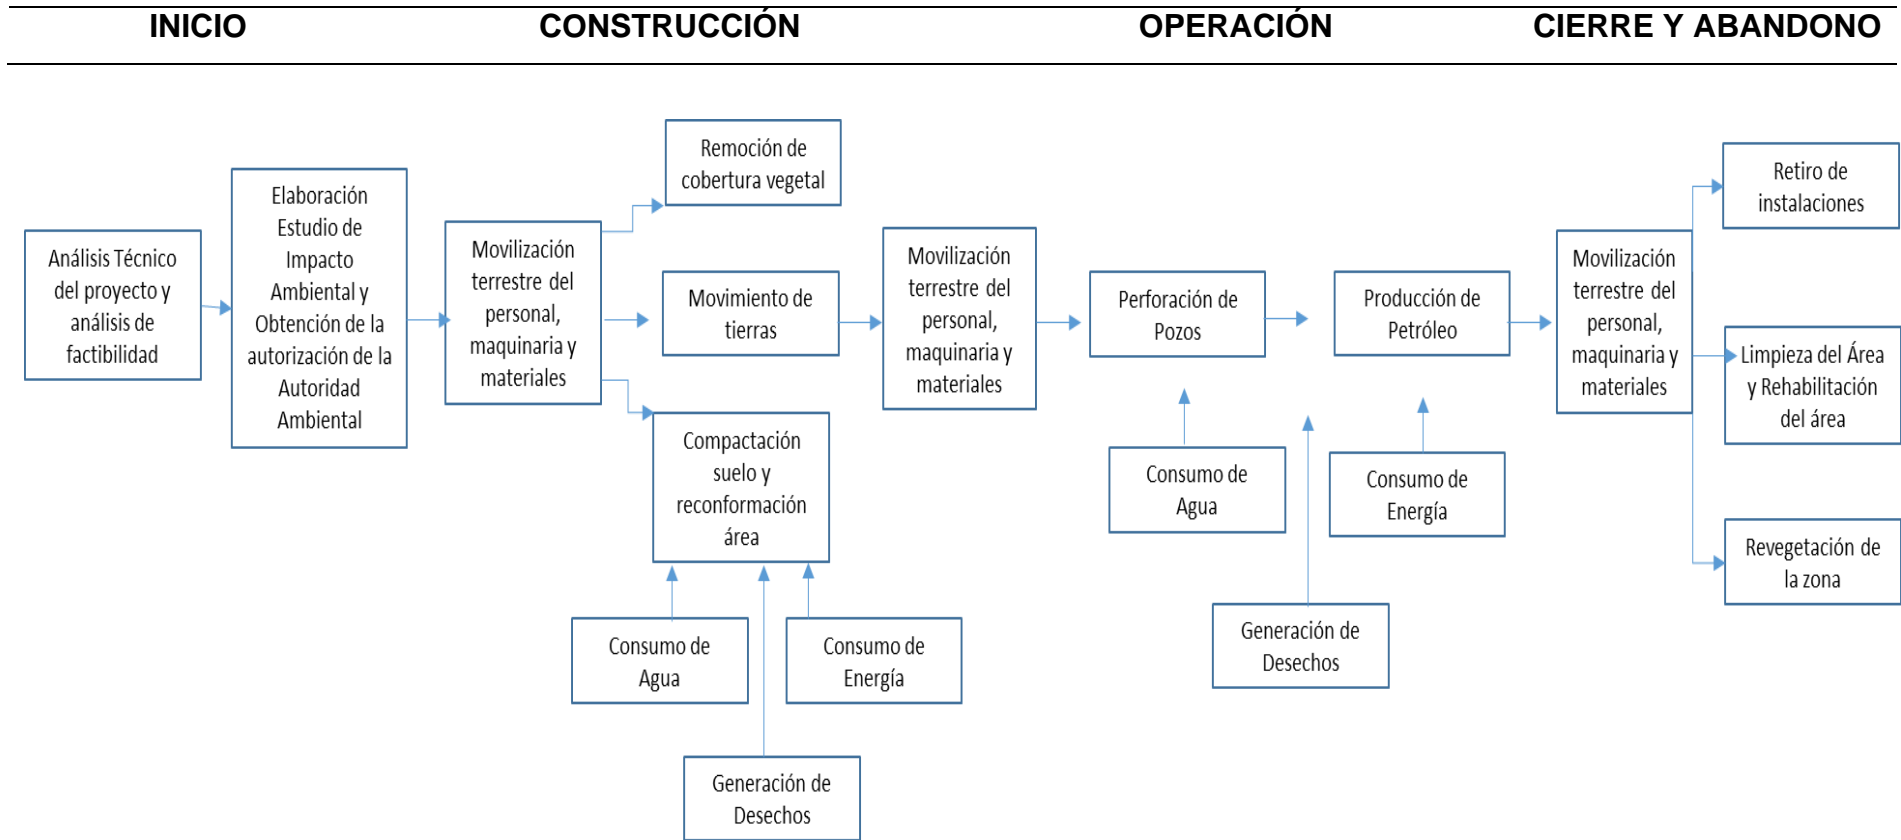 INICIO
CONSTRUCCIÓN
OPERACIÓN
CIERRE Y ABANDONO
Análisis Técnico
del proyecto y
análisis de
factibilidad
Elaboración
Estudio de
Impacto
Ambiental y
Obtención de la
autorización de la
Autoridad
Ambiental
Movilización
terrestre del
personal,
maquinaria y
materiales
Remoción de
cobertura vegetal
Movimiento de
tierras
Compactación
suelo y
reconformación
área
Consumo de
Agua
Consumo de
Energía
Generación de
Desechos
Movilización
terrestre del
personal,
maquinaria y
materiales
Perforación de
Pozos
Producción de
Petróleo
Consumo de
Agua
Consumo de
Energía
Generación de
Desechos
Movilización
terrestre del
personal,
maquinaria y
materiales
Retiro de
instalaciones
Limpieza del Área
y Rehabilitación
del área
Revegetación de
la zona